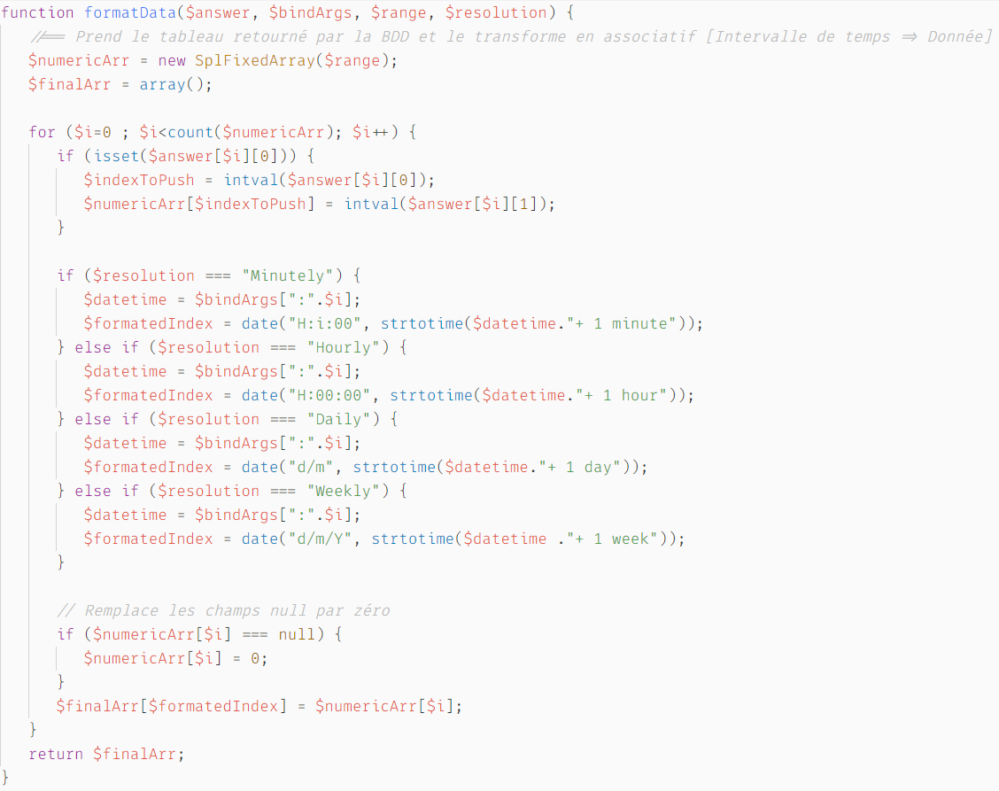 function formatData($answer, $bindArgs, $range, $resolution) {
//=== Prend le tableau retourné par la BDD et le transforme en associatif [Intervalle de temps => Donnée]
$numericArr = new SplFixedArray($range);
$finalArr = array();
for ($i=0 ; $i<count($numericArr); $i++) {
if (isset($answer[$i][0])) {
$indexToPush = intval($answer[$i][0]);
$numericArr[$indexToPush] = intval($answer[$i][1]);
}
if ($resolution === "Minutely") {
$datetime = $bindArgs[":".$i];
$formatedIndex = date("H:i:00", strtotime($datetime."+ 1 minute"));
} else if ($resolution === "Hourly") {
$datetime = $bindArgs[":".$i];
$formatedIndex = date("H:00:00", strtotime($datetime."+ 1 hour"));
} else if ($resolution === "Daily") {
$datetime = $bindArgs[":".$i];
$formatedIndex = date("d/m", strtotime($datetime."+ 1 day"));
} else if ($resolution === "Weekly") {
$datetime = $bindArgs[":".$i];
$formatedIndex = date("d/m/Y", strtotime($datetime ."+ 1 week"));
}
// Remplace les champs null par zéro
if ($numericArr[$i] === null) {
$numericArr[$i] = 0;
}
$finalArr[$formatedIndex] = $numericArr[$i];
}
return $finalArr;
}